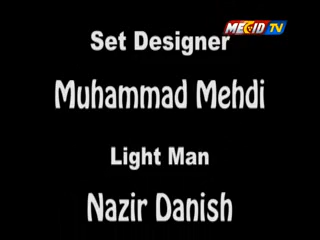 MEGID TV
Set Designer
Muhammad Mehdi
Light Man
Nazir Danish